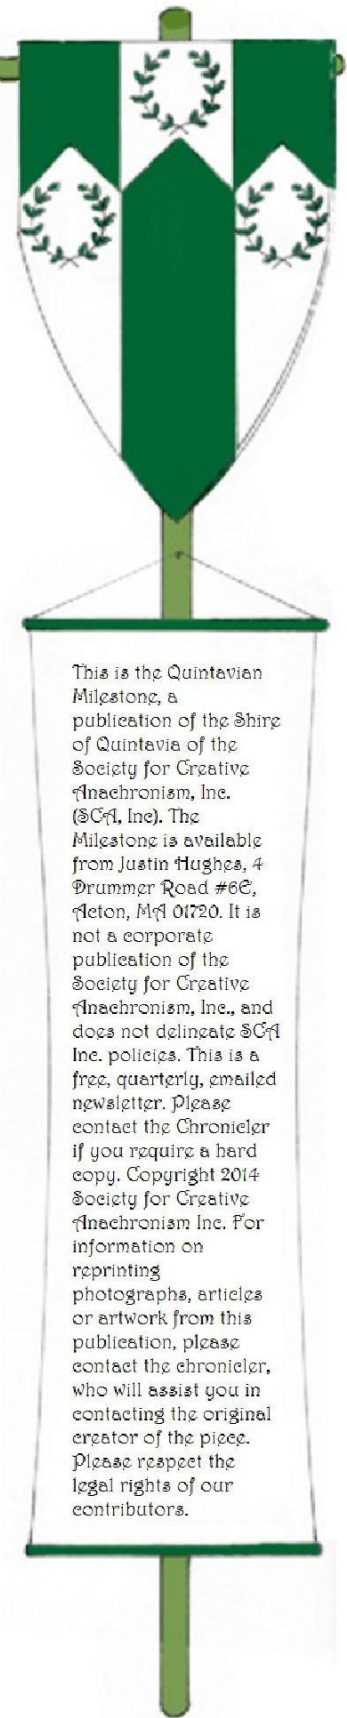 This is the Quintavian
Milestone, a
publication of the Shire
of Quintavia of the
Society for Creative
Anachronism, Inc.
(SCA, Inc). The
Milestone is available
from Justin Hughes, 4
Drummer Road #6C,
Acton, MA 01720. It is
not a corporate
publication of the
Society for Creative
Anachronism, Inc., and
does not delineate SCA
Inc. policies. This is a
free, quarterly, emailed
newsletter. Please
contact the Chronicler
if you require a hard
copy. Copyright 2014
Society for Creative
Anachronism Inc. For
information on
reprinting
photographs, articles
or artwork from this
publication, please
contact the chronicler,
who will assist you in
contacting the original
creator of the piece.
Please respect the
legal rights of our
contributors.